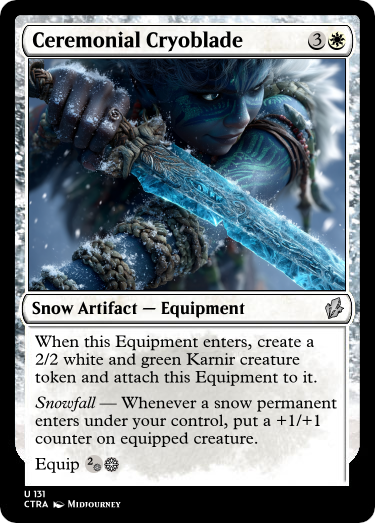 Ceremonial Cryoblade 3
Snow Artifact — Equipment
When this Equipment enters, create a
2/2 white and green Karnir creature
token and attach this Equipment to it.
Snowfall — Whenever a snow permanent
enters under your control, put a +1/+1
counter on equipped creature.
Equip 2
U 131
CTRA Midjourney